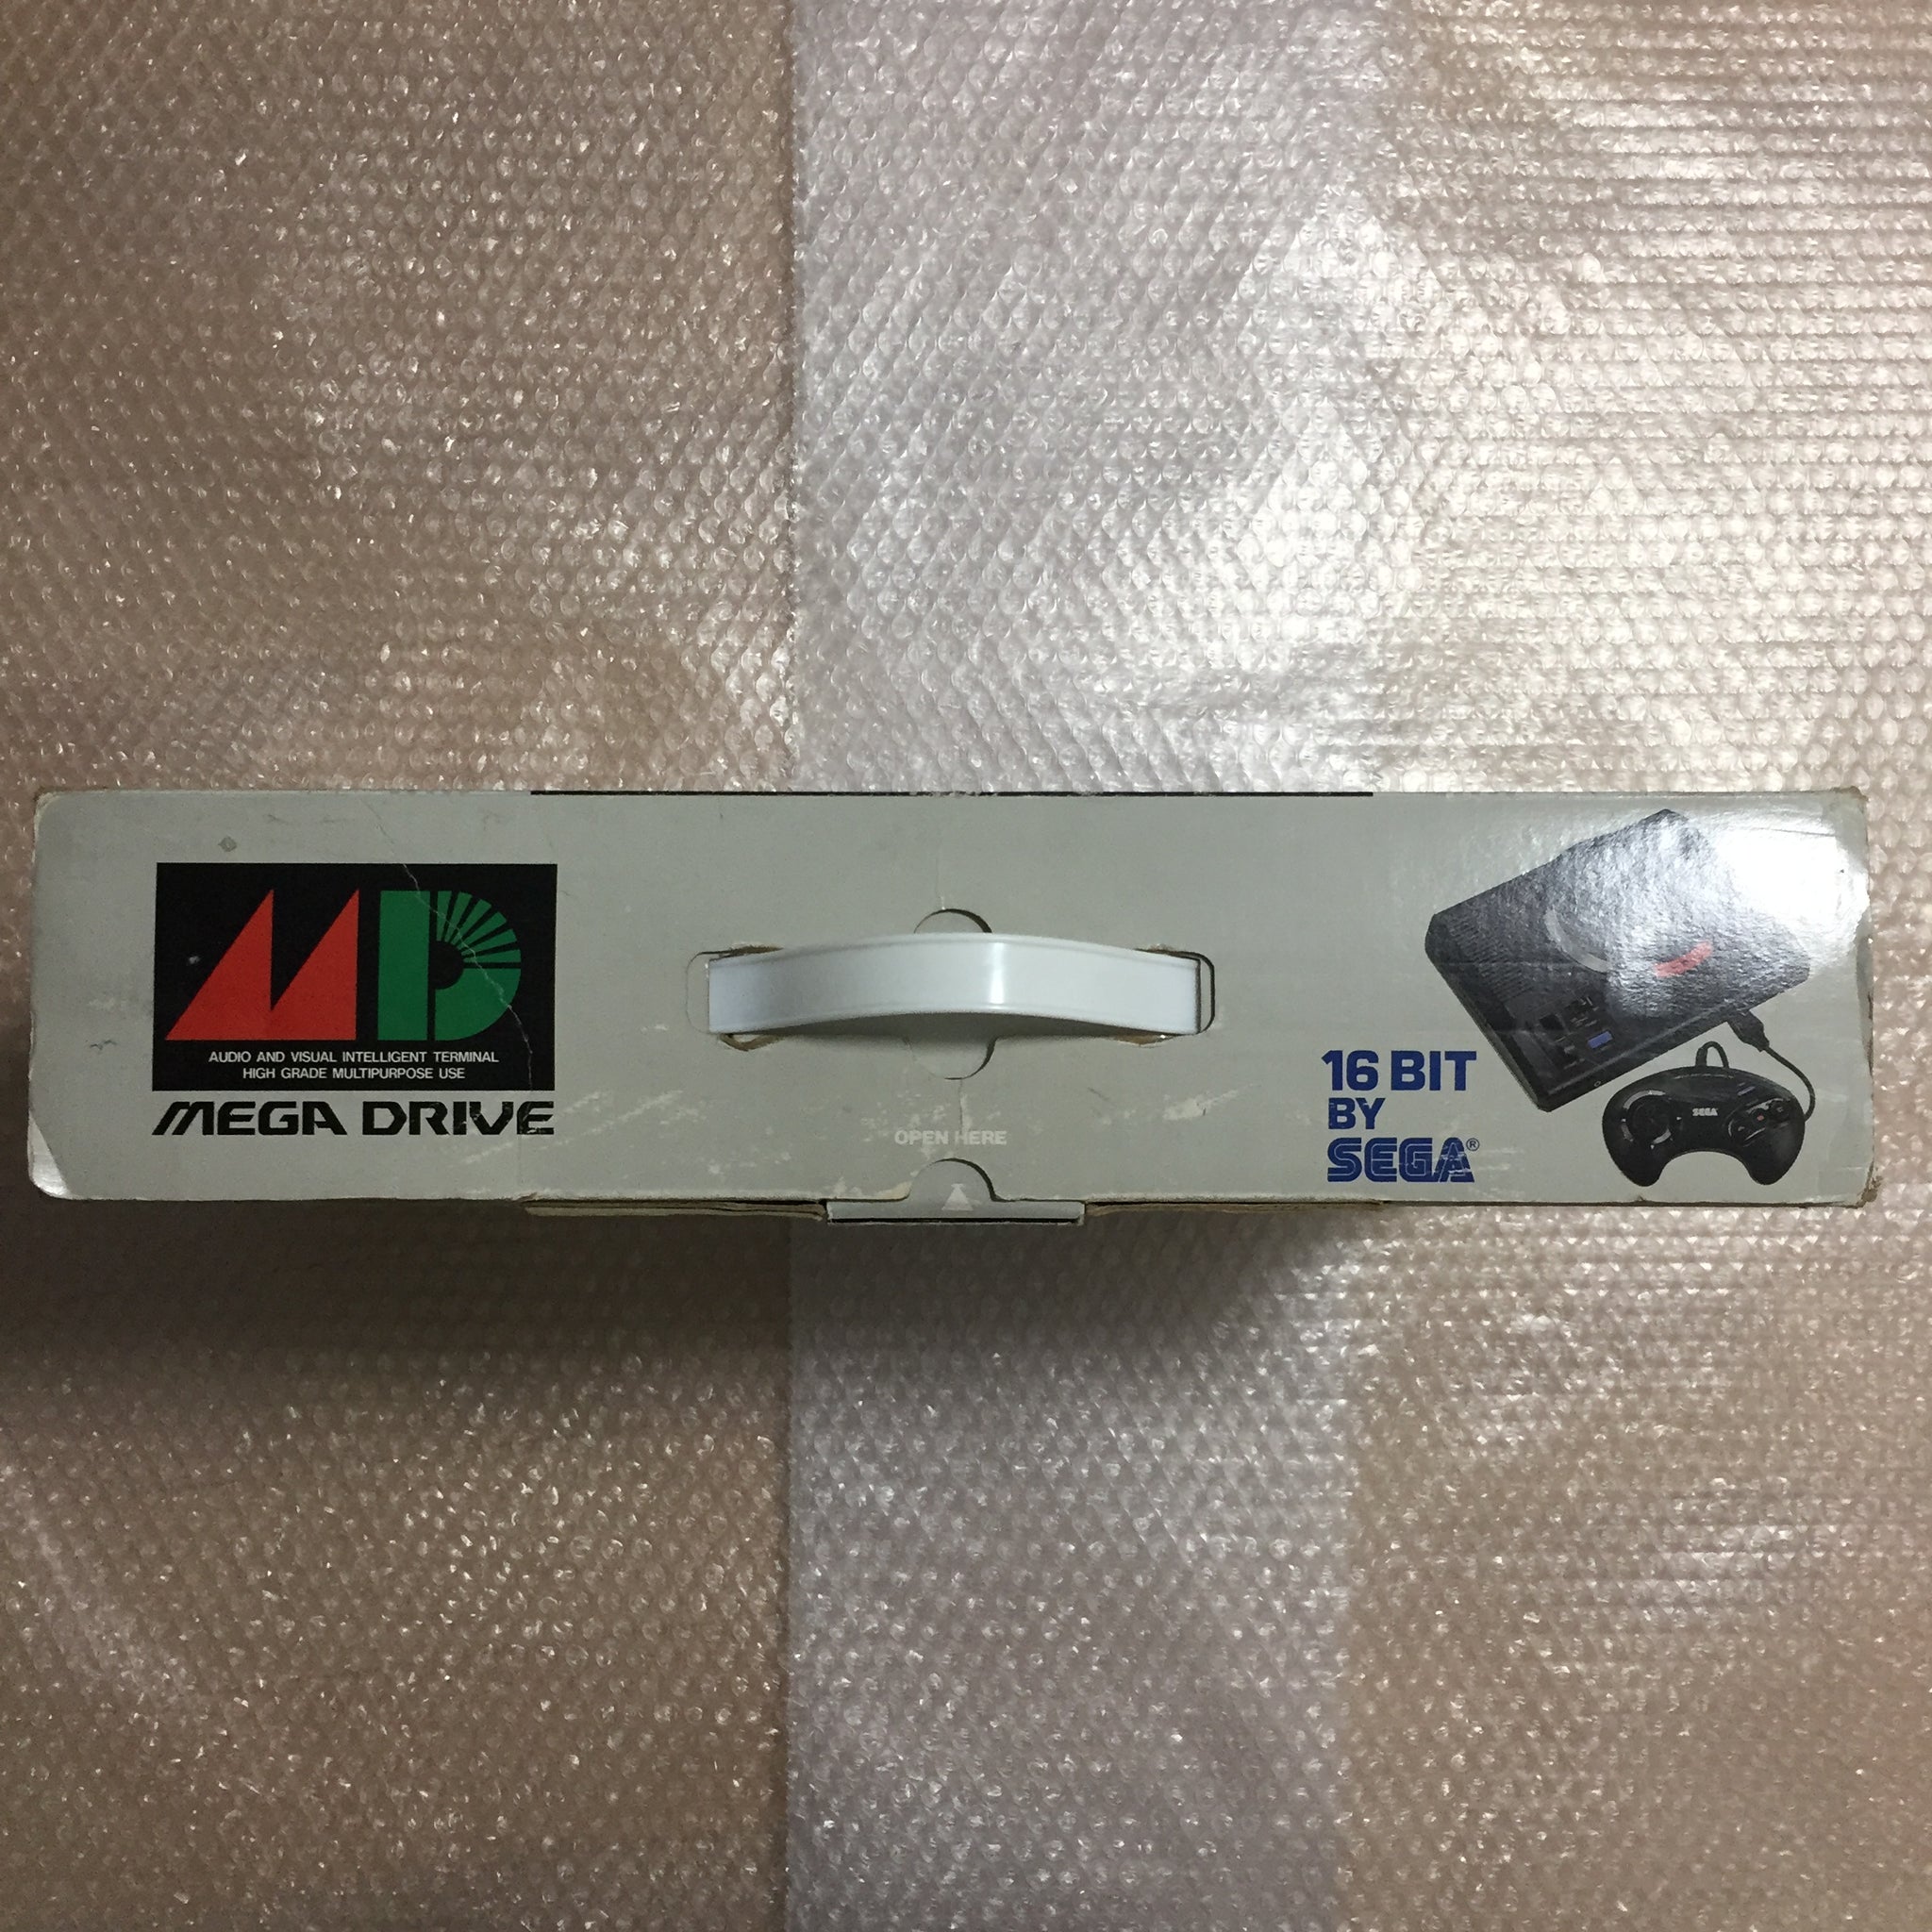 MD
AUDIO AND VISUAL INTELLIGENT TERMINAL
HIGH GRADE MULTIPURPOSE USE
MEGA DRIVE
OPEN HERE
16 BIT
BY
SEGA®
SEGA